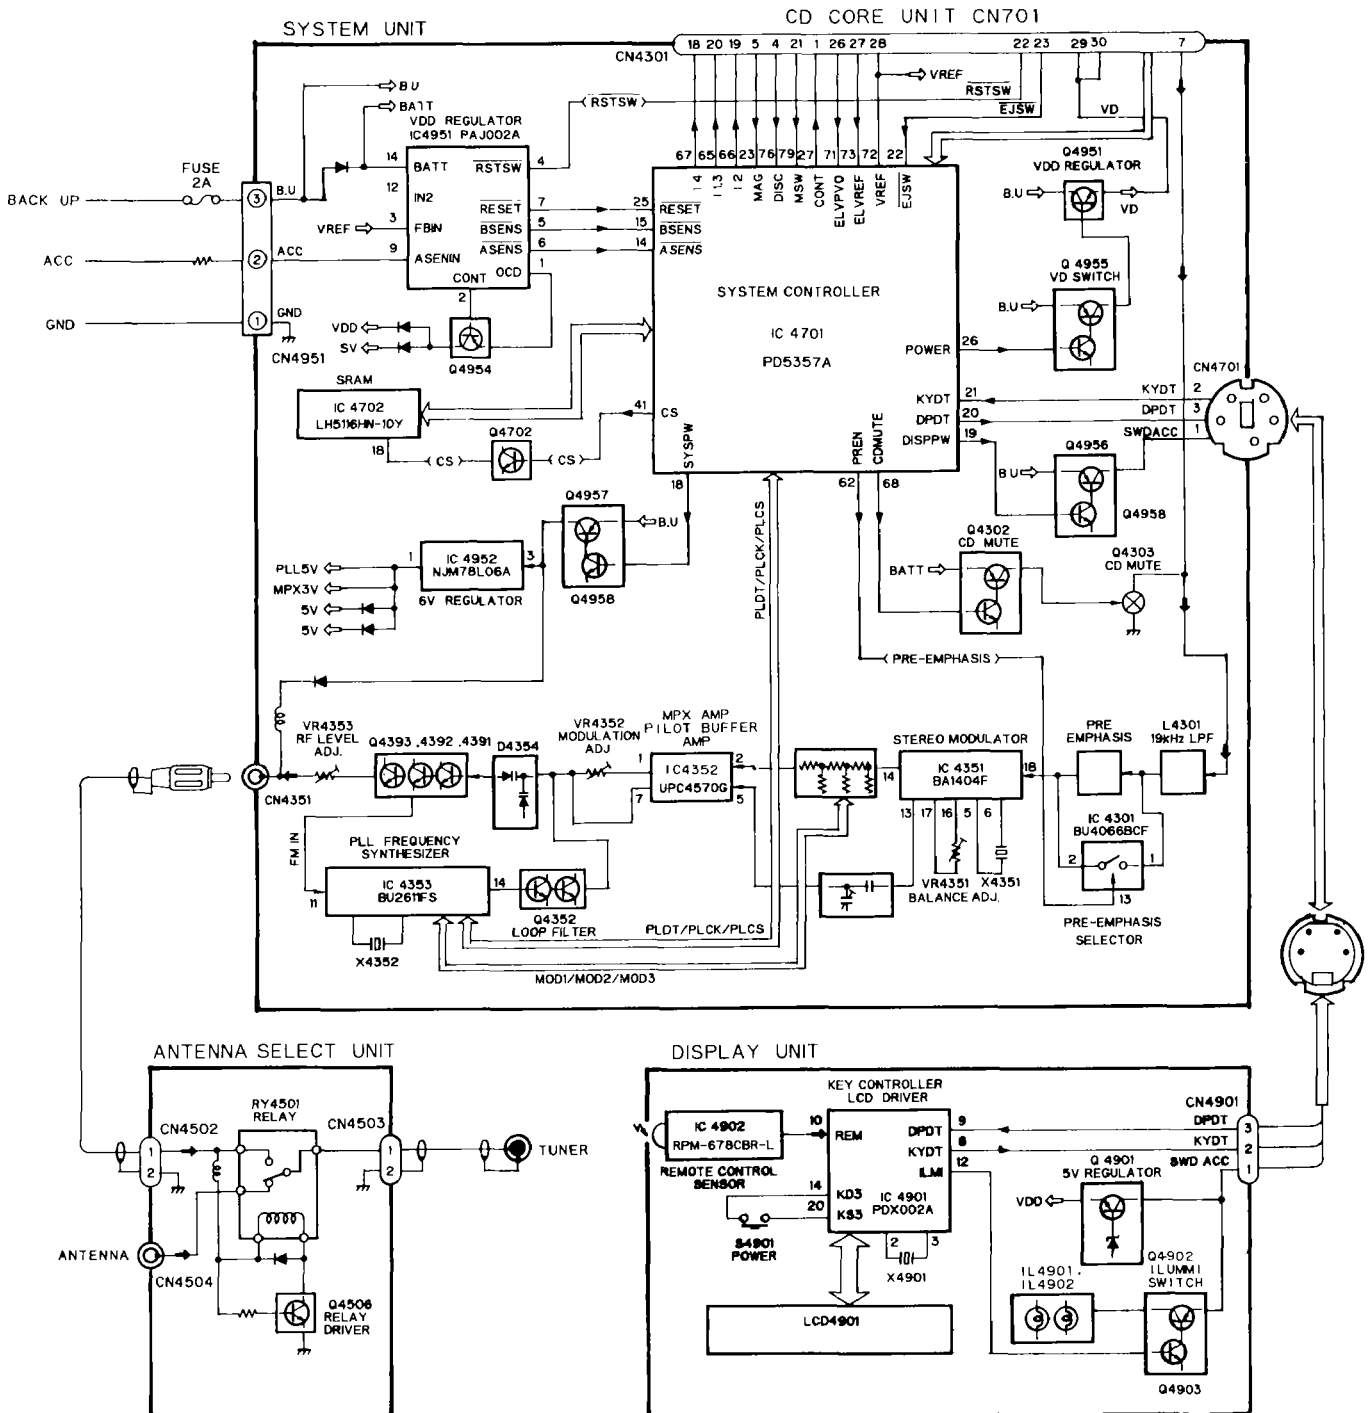 SYSTEM UNIT
CD CORE UNIT CN701
CN4301
18 20 19 5 4 21 1 26 27 28 22 23 29 30 7
BU
BATT
VDD REGULATOR
IC4951 PAJ002A
VREF
RSTSW
RSTSW
EJSW
VD
FUSE
2A
BACK UP
ACC
GND
3
2
1
B.U
ACC
GND
CN4951
14
12
3
9
VREF
BATT
IN2
FBIN
ASENIN
CONT
2
RSTSW
RESET
BSENS
ASENS
OCD
4
7
5
6
1
VDD
5V
Q4954
67 65 66 23 76 79 27 71 73 72 22
I4
I1,3
I2
MAG
DISC
MSW
CONT
ELVPVO
ELVREF
VREF
EJSW
25
15
14
RESET
BSENS
ASENS
SYSTEM CONTROLLER
IC 4701
PD5357A
POWER
26
KYDT
21
DPDT
20
DISPPW
19
41
CS
SYSPW
18
PREN
62
CDMUTE
68
Q4951
VDD REGULATOR
B.U
VD
Q 4955
VD SWITCH
B.U
CN4701
KYDT 2
DPDT 3
SWDACC 1
Q4956
B U
Q4958
SRAM
IC 4702
LH5116HN-10Y
18
CS
Q4702
CS
Q4957
B.U
Q4958
IC 4952
NJM78L06A
1
3
6V REGULATOR
PLL5V
MPX3V
5V
5V
PLDT/PLCK/PLCS
Q4302
CD MUTE
BATT
Q4303
CD MUTE
PRE-EMPHASIS
VR4353
RF LEVEL
ADJ.
CN4351
Q4393 ,4392 ,4391
D4354
VR4352
MODULATION
ADJ
MPX AMP
PILOT BUFFER
AMP
IC4352
UPC4570G
1
7
2
5
STEREO MODULATOR
IC 4351
BA1404F
14
18
13 17 16 5 6
VR4351
BALANCE ADJ.
X4351
PRE
EMPHASIS
L4301
19kHz LPF
IC 4301
BU4066BCF
2
1
13
PRE-EMPHASIS
SELECTOR
FM IN
PLL FREQUENCY
SYNTHESIZER
IC 4353
BU2611FS
11
14
X4352
Q4352
LOOP FILTER
PLDT/PLCK/PLCS
MOD1/MOD2/MOD3
ANTENNA SELECT UNIT
RY4501
RELAY
CN4502
1
2
CN4503
1
2
TUNER
ANTENNA
CN4504
Q4506
RELAY
DRIVER
DISPLAY UNIT
KEY CONTROLLER
LCD DRIVER
IC 4902
RPM-678CBR-L
REMOTE CONTROL
SENSOR
10
REM
DPDT
KYDT
ILMI
9
8
12
14
20
KD3
KS3
IC 4901
PDX002A
2
3
X4901
S4901
POWER
LCD4901
CN4901
DPDT 3
KYDT 2
SWD ACC 1
Q 4901
5V REGULATOR
VDD
IL4901,
IL4902
Q4902
ILUMMI
SWITCH
Q4903